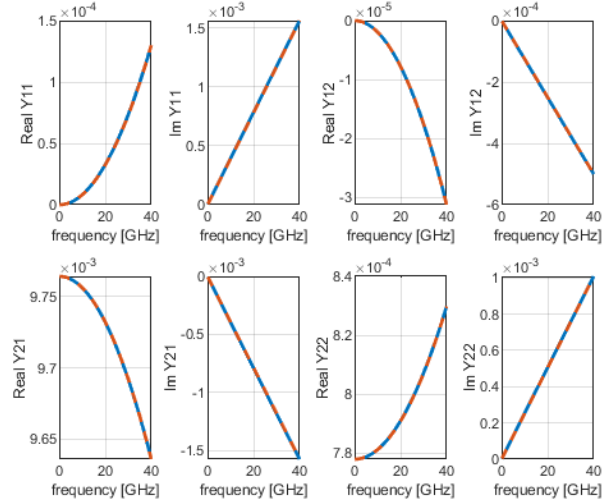 ×10⁻⁴
1.5
1
0.5
0
Real Y11
0 20 40
frequency [GHz]
×10⁻³
1.5
1
0.5
0
Im Y11
0 20 40
frequency [GHz]
×10⁻⁵
0
-1
-2
-3
Real Y12
0 20 40
frequency [GHz]
×10⁻⁴
0
-2
-4
-6
Im Y12
0 20 40
frequency [GHz]
×10⁻³
9.75
9.7
9.65
Real Y21
0 20 40
frequency [GHz]
×10⁻³
0
-0.5
-1
-1.5
Im Y21
0 20 40
frequency [GHz]
×10⁻⁴
8.4
8.2
8
7.8
Real Y22
0 20 40
frequency [GHz]
×10⁻³
1
0.8
0.6
0.4
0.2
0
Im Y22
0 20 40
frequency [GHz]